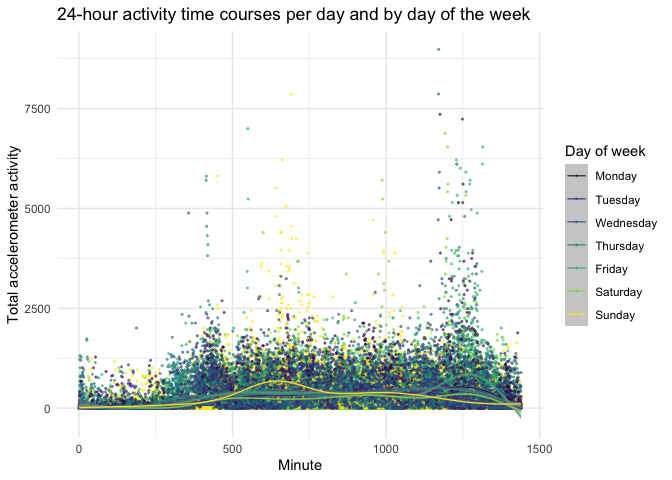 24-hour activity time courses per day and by day of the week
Total accelerometer activity
7500
5000
2500
0
0 500 1000 1500
Minute
Day of week
Monday
Tuesday
Wednesday
Thursday
Friday
Saturday
Sunday